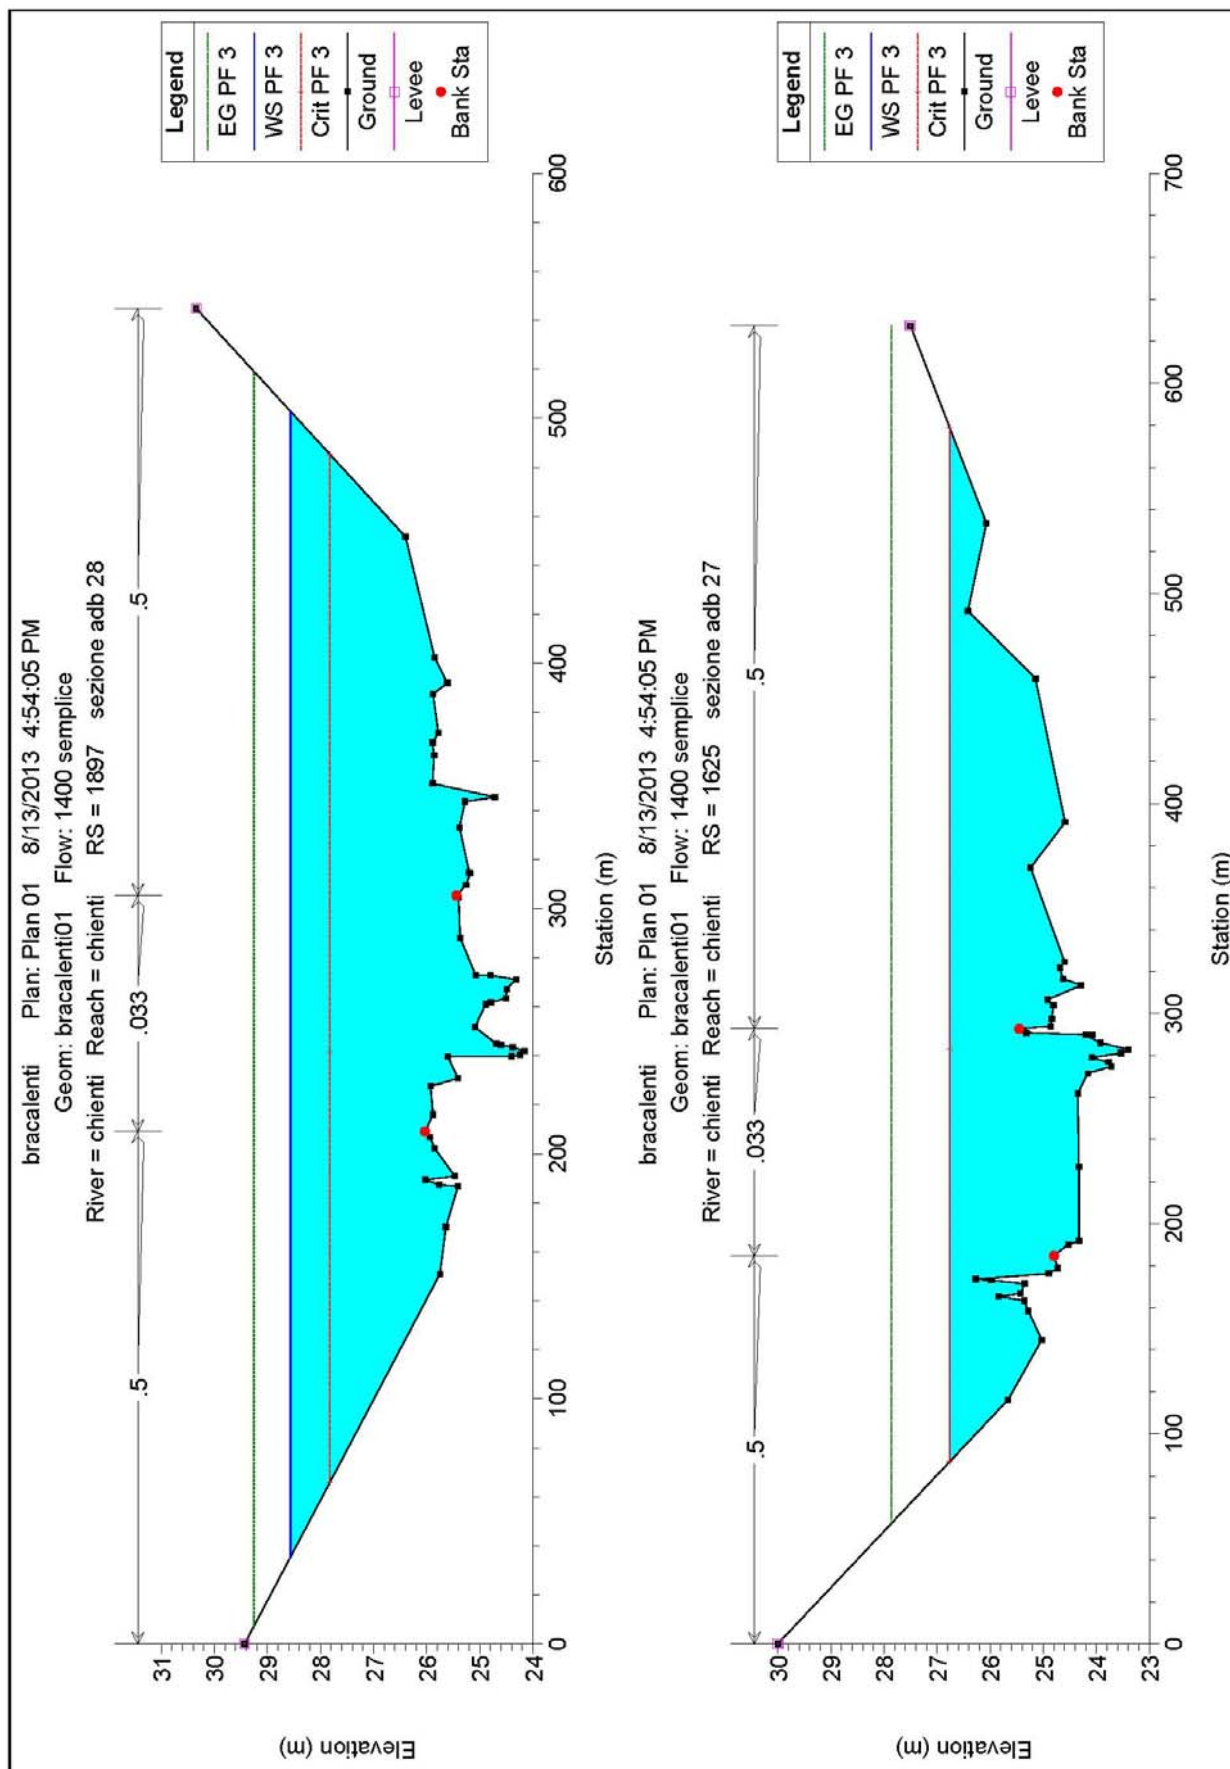 bracalenti Plan: Plan 01 8/13/2013 4:54:05 PM
Geom: bracalenti01 Flow: 1400 semplice
River = chienti Reach = chienti RS = 1897 sezione adb 28
.5
.033
.5
Legend
EG PF 3
WS PF 3
Crit PF 3
Ground
Levee
Bank Sta
31
30
29
28
27
26
25
24
Elevation (m)
0 100 200 300 400 500 600
Station (m)
bracalenti Plan: Plan 01 8/13/2013 4:54:05 PM
Geom: bracalenti01 Flow: 1400 semplice
River = chienti Reach = chienti RS = 1625 sezione adb 27
.5
.033
.5
Legend
EG PF 3
WS PF 3
Crit PF 3
Ground
Levee
Bank Sta
30
29
28
27
26
25
24
23
Elevation (m)
0 100 200 300 400 500 600 700
Station (m)